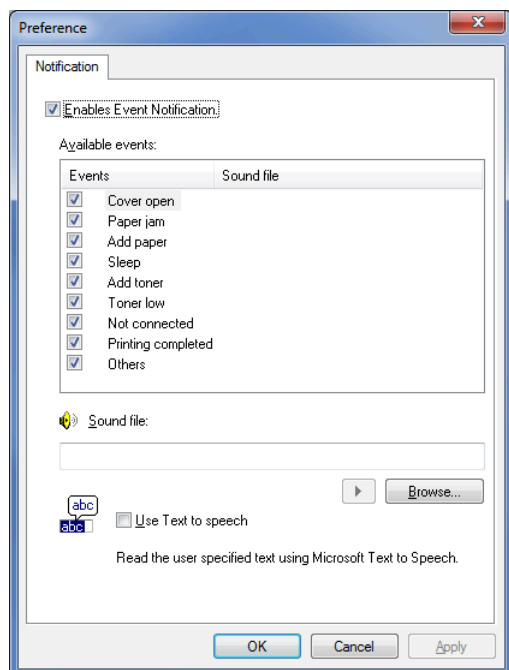 Preference
Notification
Enables Event Notification.
Available events:
Events Sound file
Cover open
Paper jam
Add paper
Sleep
Add toner
Toner low
Not connected
Printing completed
Others
Sound file:
Browse...
abc
abc
Use Text to speech
Read the user specified text using Microsoft Text to Speech.
OK Cancel Apply